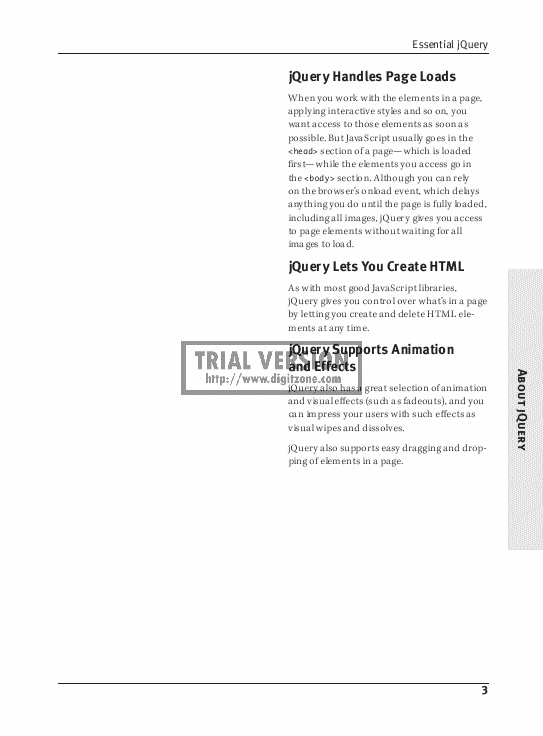 Essential jQuery
jQuery Handles Page Loads
When you work with the elements in a page,
applying interactive styles and so on, you
want access to those elements as soon as
possible. But JavaScript usually goes in the
<head> section of a page—which is loaded
first—while the elements you access go in
the <body> section. Although you can rely
on the browser's onload event, which delays
anything you do until the page is fully loaded,
including all images, jQuery gives you access
to page elements without waiting for all
images to load.
jQuery Lets You Create HTML
As with most good JavaScript libraries,
jQuery gives you control over what's in a page
by letting you create and delete HTML ele-
ments at any time.
jQuery Supports Animation
and Effects
jQuery also has a great selection of animation
and visual effects (such as fadeouts), and you
can impress your users with such effects as
visual wipes and dissolves.
jQuery also supports easy dragging and drop-
ping of elements in a page.
TRIAL VERSION
http://www.digitzone.com
About jQuery
3